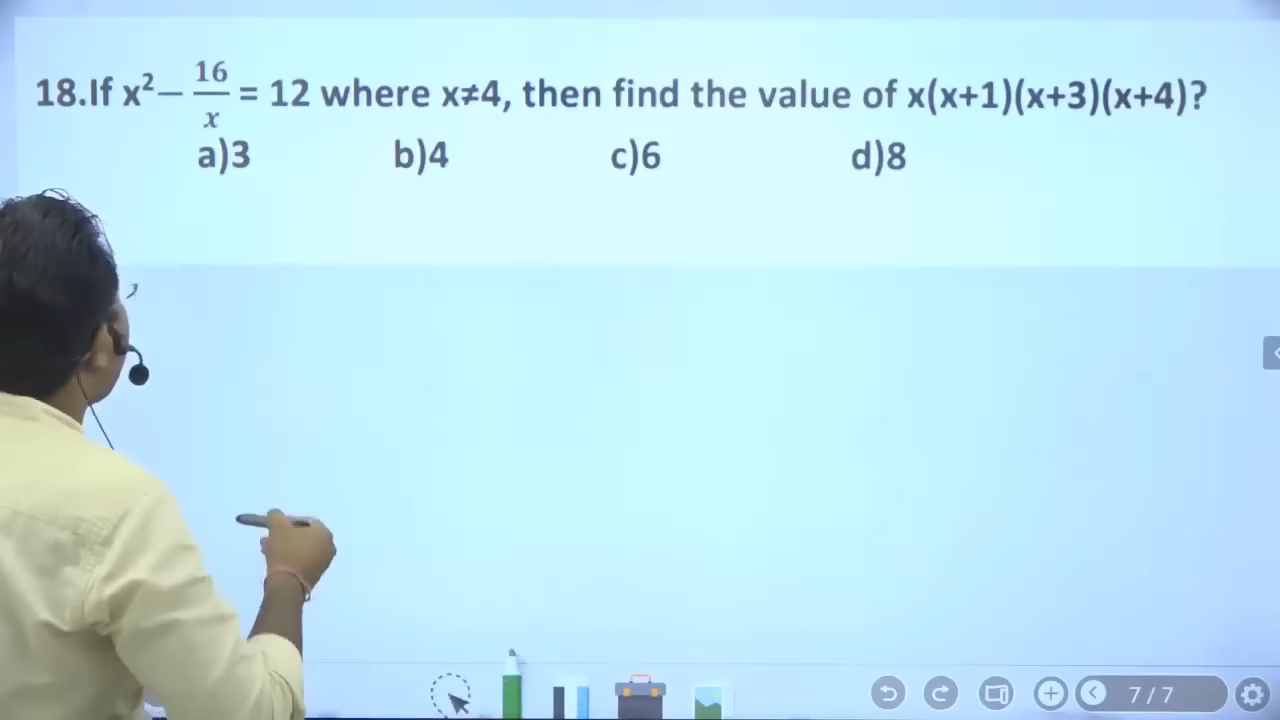 18.If x² – 16/x = 12 where x≠4, then find the value of x(x+1)(x+3)(x+4)?
a)3 b)4 c)6 d)8
7 / 7